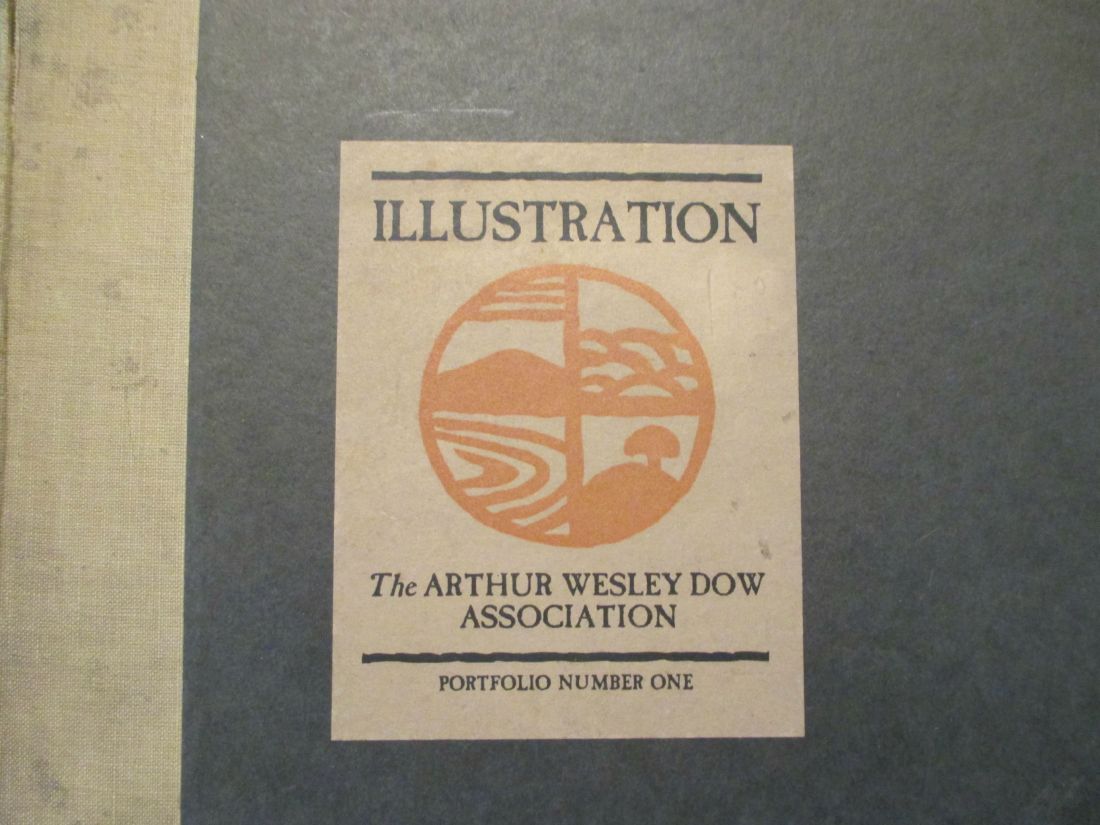 ILLUSTRATION
The ARTHUR WESLEY DOW
ASSOCIATION
PORTFOLIO NUMBER ONE